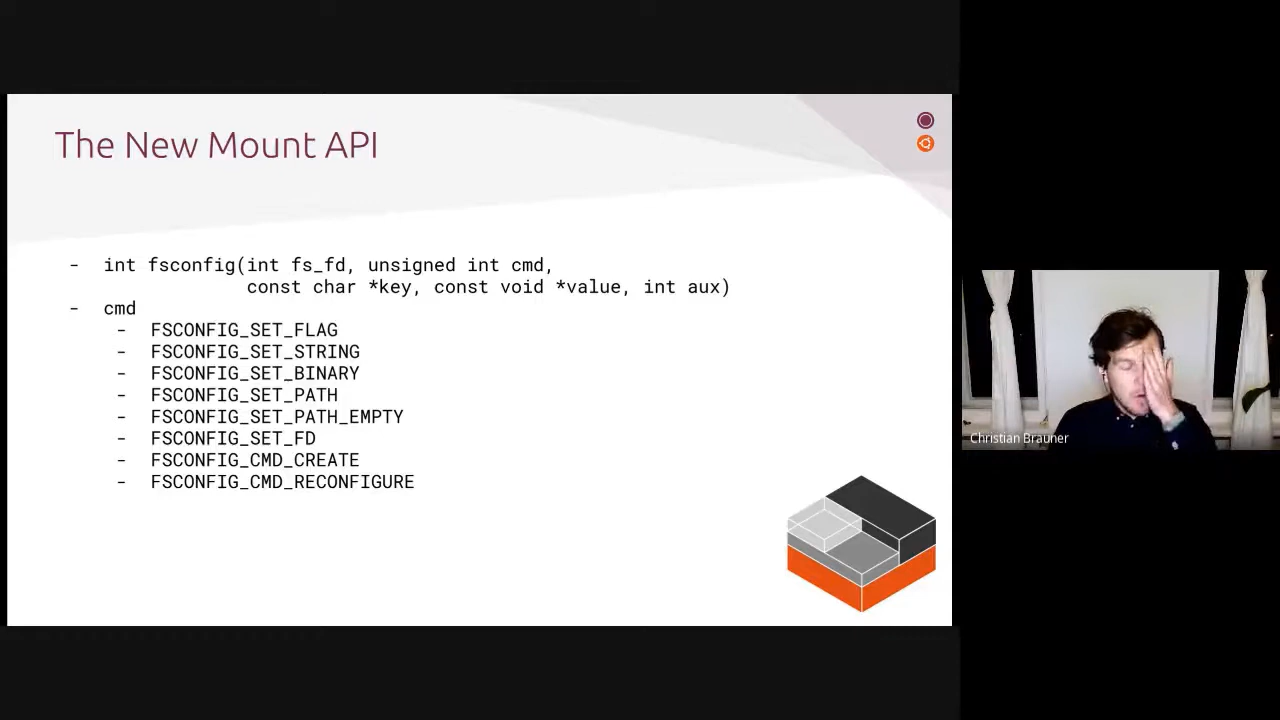 The New Mount API
- int fsconfig(int fs_fd, unsigned int cmd,
const char *key, const void *value, int aux)
- cmd
- FSCONFIG_SET_FLAG
- FSCONFIG_SET_STRING
- FSCONFIG_SET_BINARY
- FSCONFIG_SET_PATH
- FSCONFIG_SET_PATH_EMPTY
- FSCONFIG_SET_FD
- FSCONFIG_CMD_CREATE
- FSCONFIG_CMD_RECONFIGURE
Christian Brauner